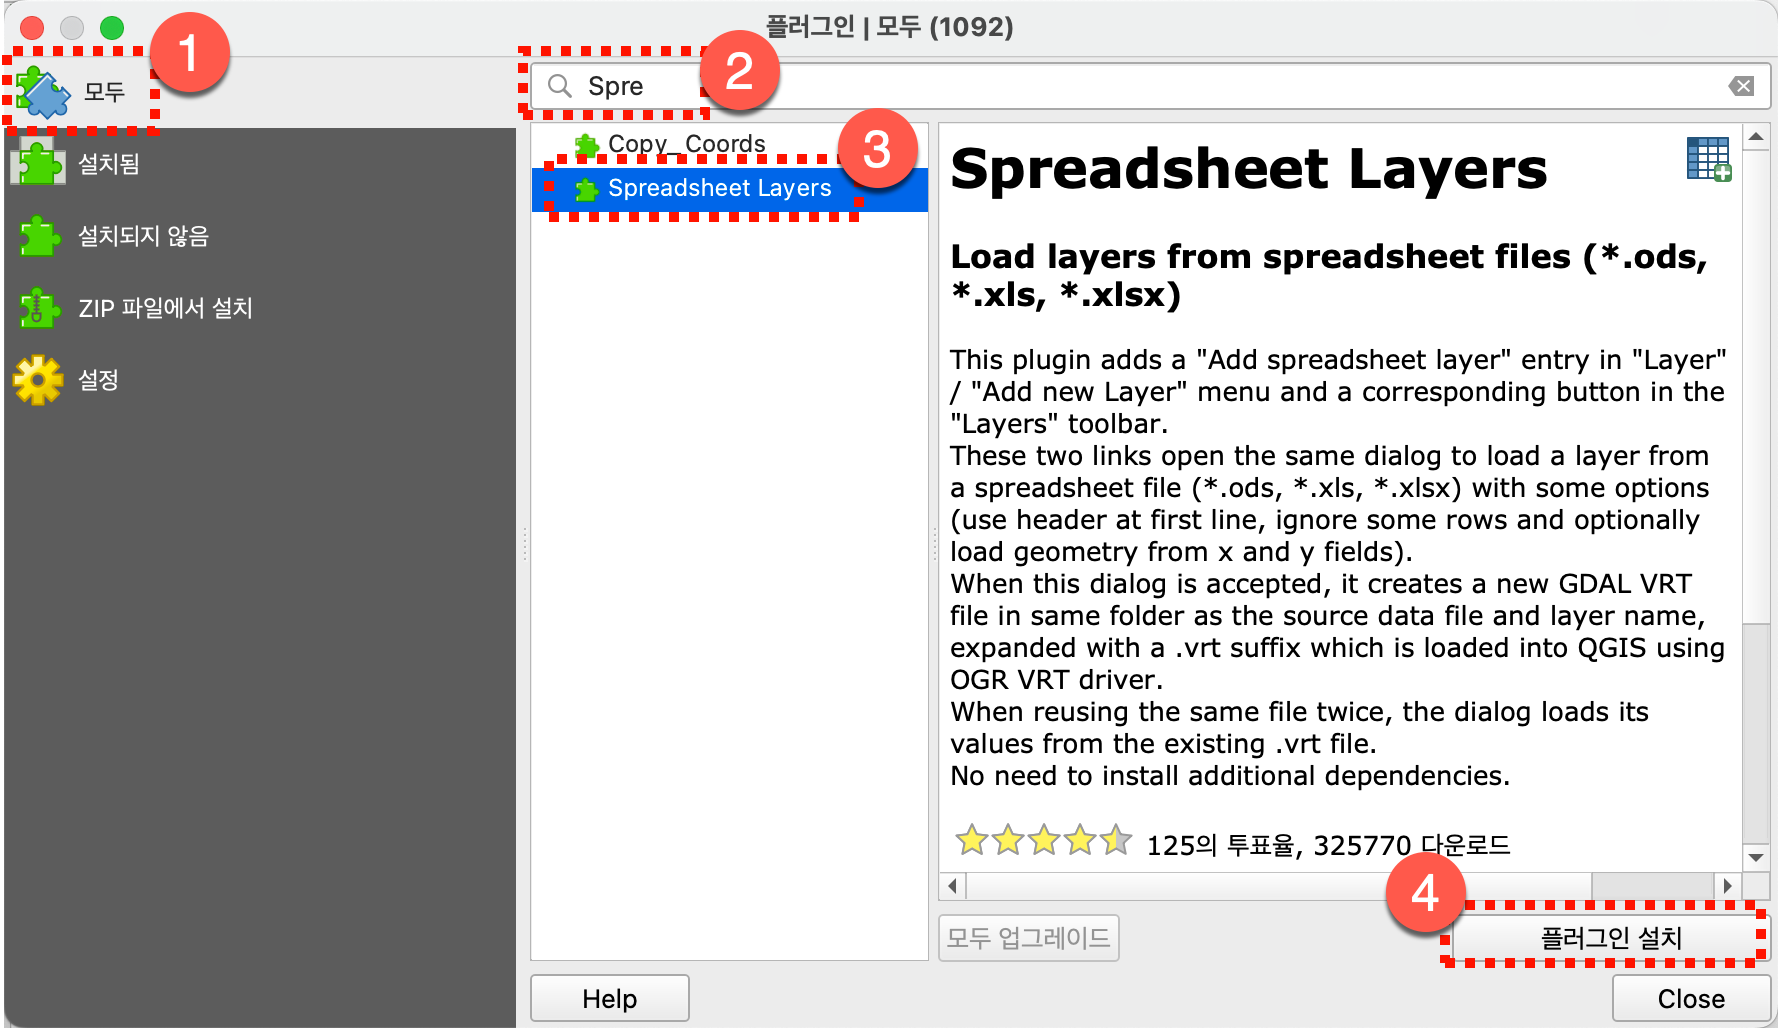 플러그인 | 모두 (1092)
1
모두
설치됨
설치되지 않음
ZIP 파일에서 설치
설정
Spre
2
Copy_Coords
3
Spreadsheet Layers
Spreadsheet Layers
Load layers from spreadsheet files (*.ods,
*.xls, *.xlsx)
This plugin adds a "Add spreadsheet layer" entry in "Layer"
/ "Add new Layer" menu and a corresponding button in the
"Layers" toolbar.
These two links open the same dialog to load a layer from
a spreadsheet file (*.ods, *.xls, *.xlsx) with some options
(use header at first line, ignore some rows and optionally
load geometry from x and y fields).
When this dialog is accepted, it creates a new GDAL VRT
file in same folder as the source data file and layer name,
expanded with a .vrt suffix which is loaded into QGIS using
OGR VRT driver.
When reusing the same file twice, the dialog loads its
values from the existing .vrt file.
No need to install additional dependencies.
125의 투표율, 325770 다운로드
4
모두 업그레이드
플러그인 설치
Help
Close